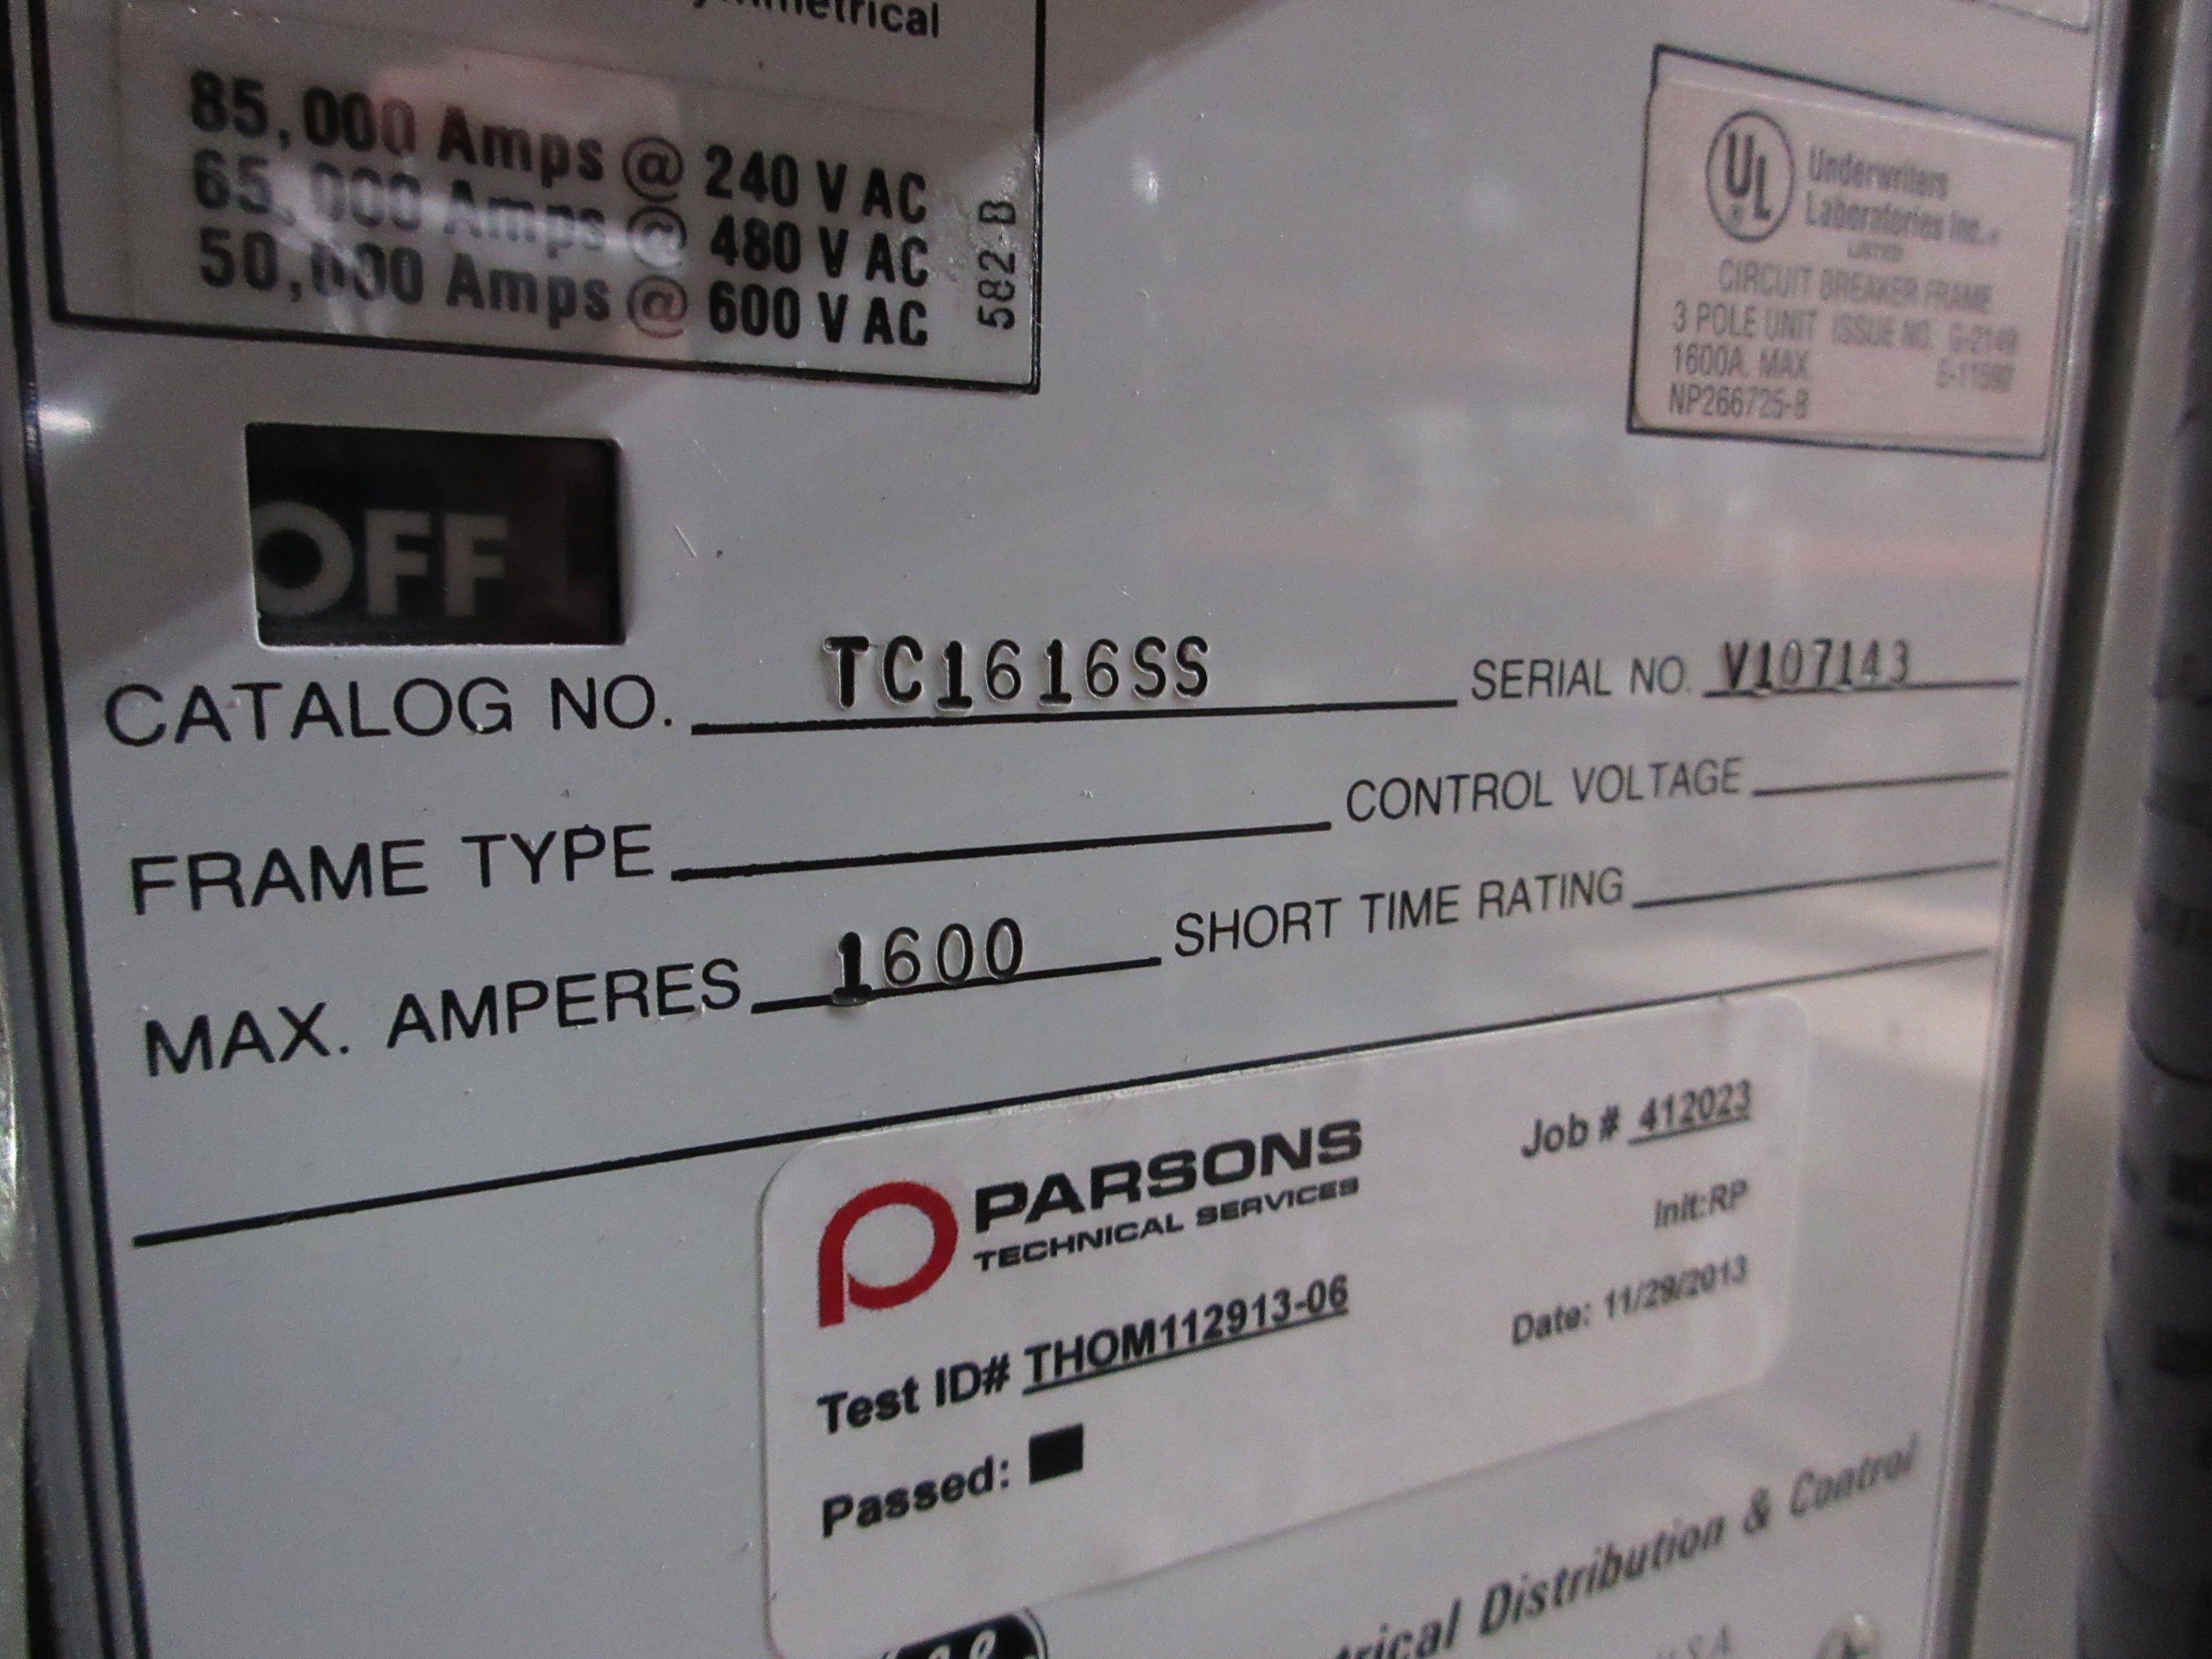 85,000 Amps @ 240 V AC
65,000 Amps @ 480 V AC
50,000 Amps @ 600 V AC
582-B
UL
Underwriters
Laboratories Inc.
LISTED
CIRCUIT BREAKER FRAME
3 POLE UNIT ISSUE NO.
1600A. MAX.
NP266725-B
OFF
CATALOG NO. TC1616SS SERIAL NO. V107143
FRAME TYPE CONTROL VOLTAGE
MAX. AMPERES 1600 SHORT TIME RATING
PARSONS
TECHNICAL SERVICES
Job # 412023
Init:RP
Test ID# THOM112913-06
Date: 11/29/2013
Passed:
Distribution & Control